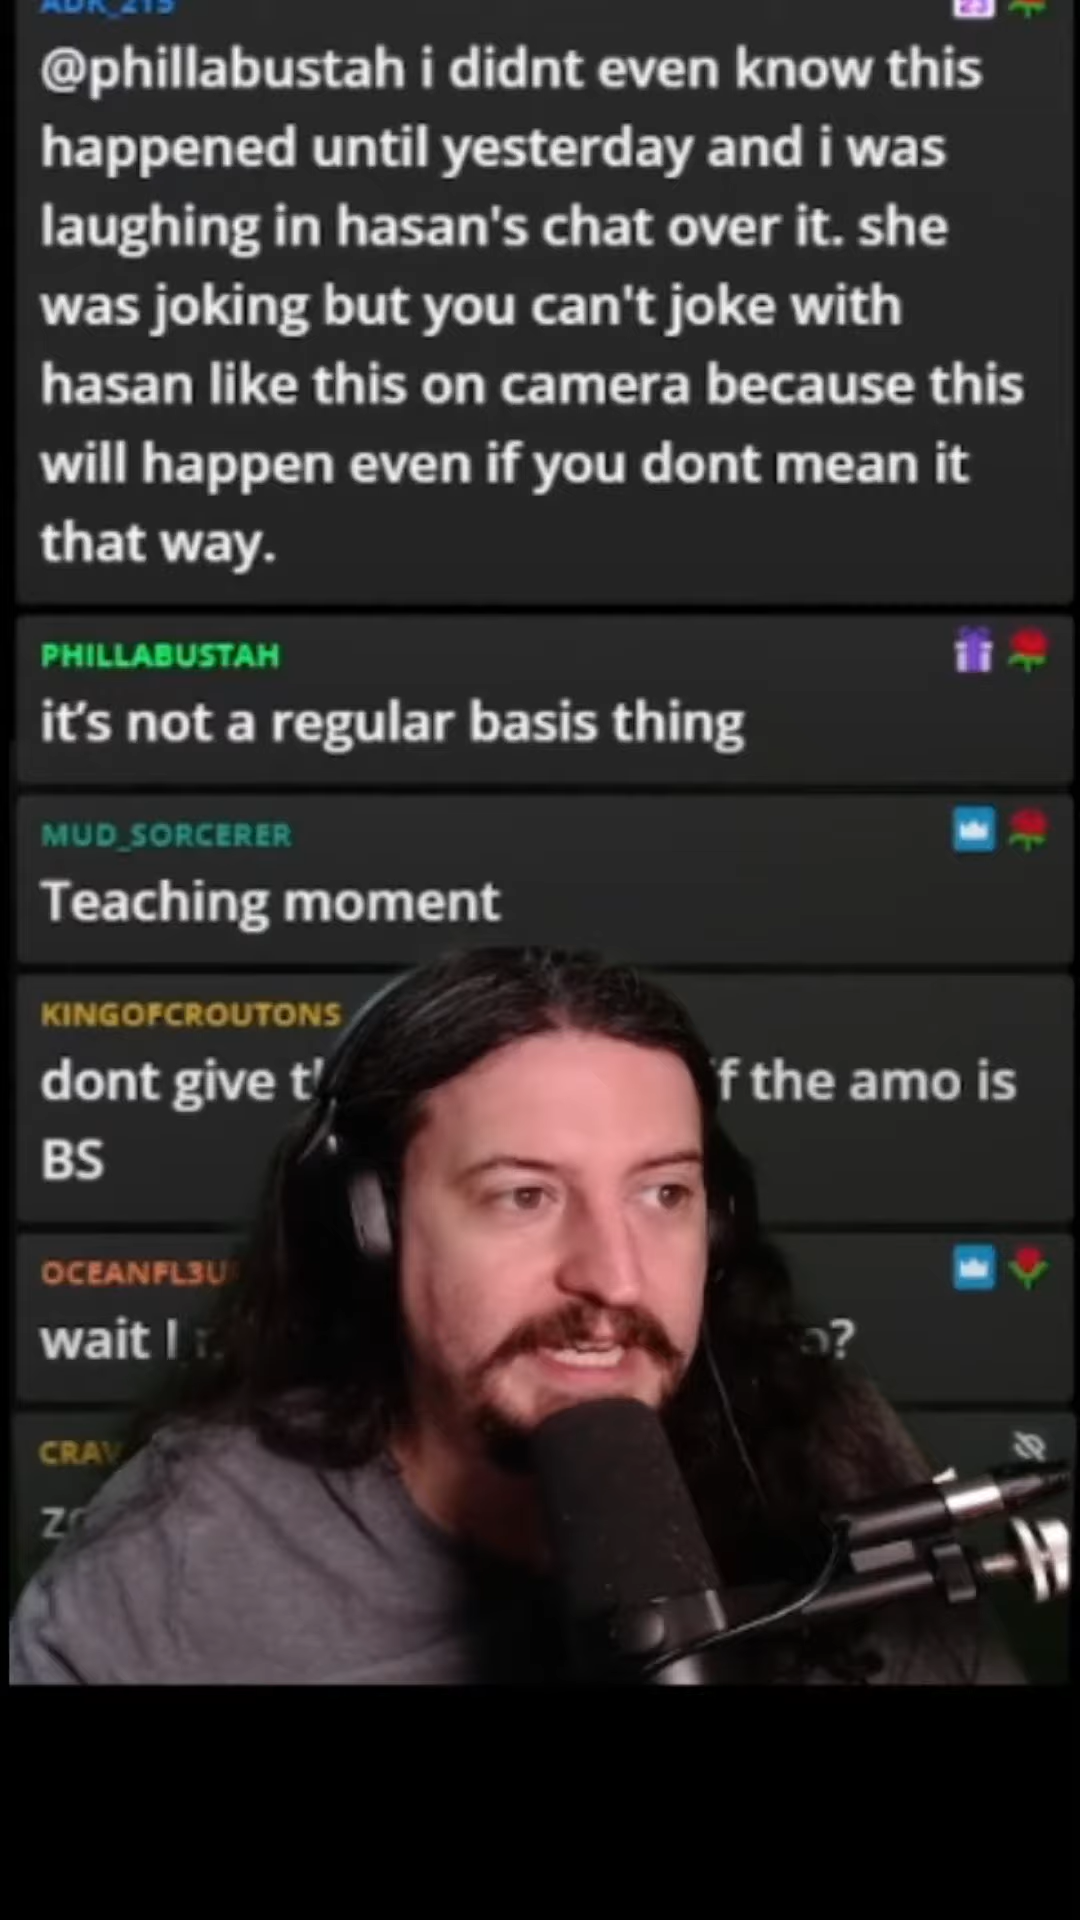 ADR_215
@phillabustah i didnt even know this
happened until yesterday and i was
laughing in hasan's chat over it. she
was joking but you can't joke with
hasan like this on camera because this
will happen even if you dont mean it
that way.
PHILLABUSTAH
it’s not a regular basis thing
MUD_SORCERER
Teaching moment
KINGOFCROUTONS
dont give the amo is
BS
wait I